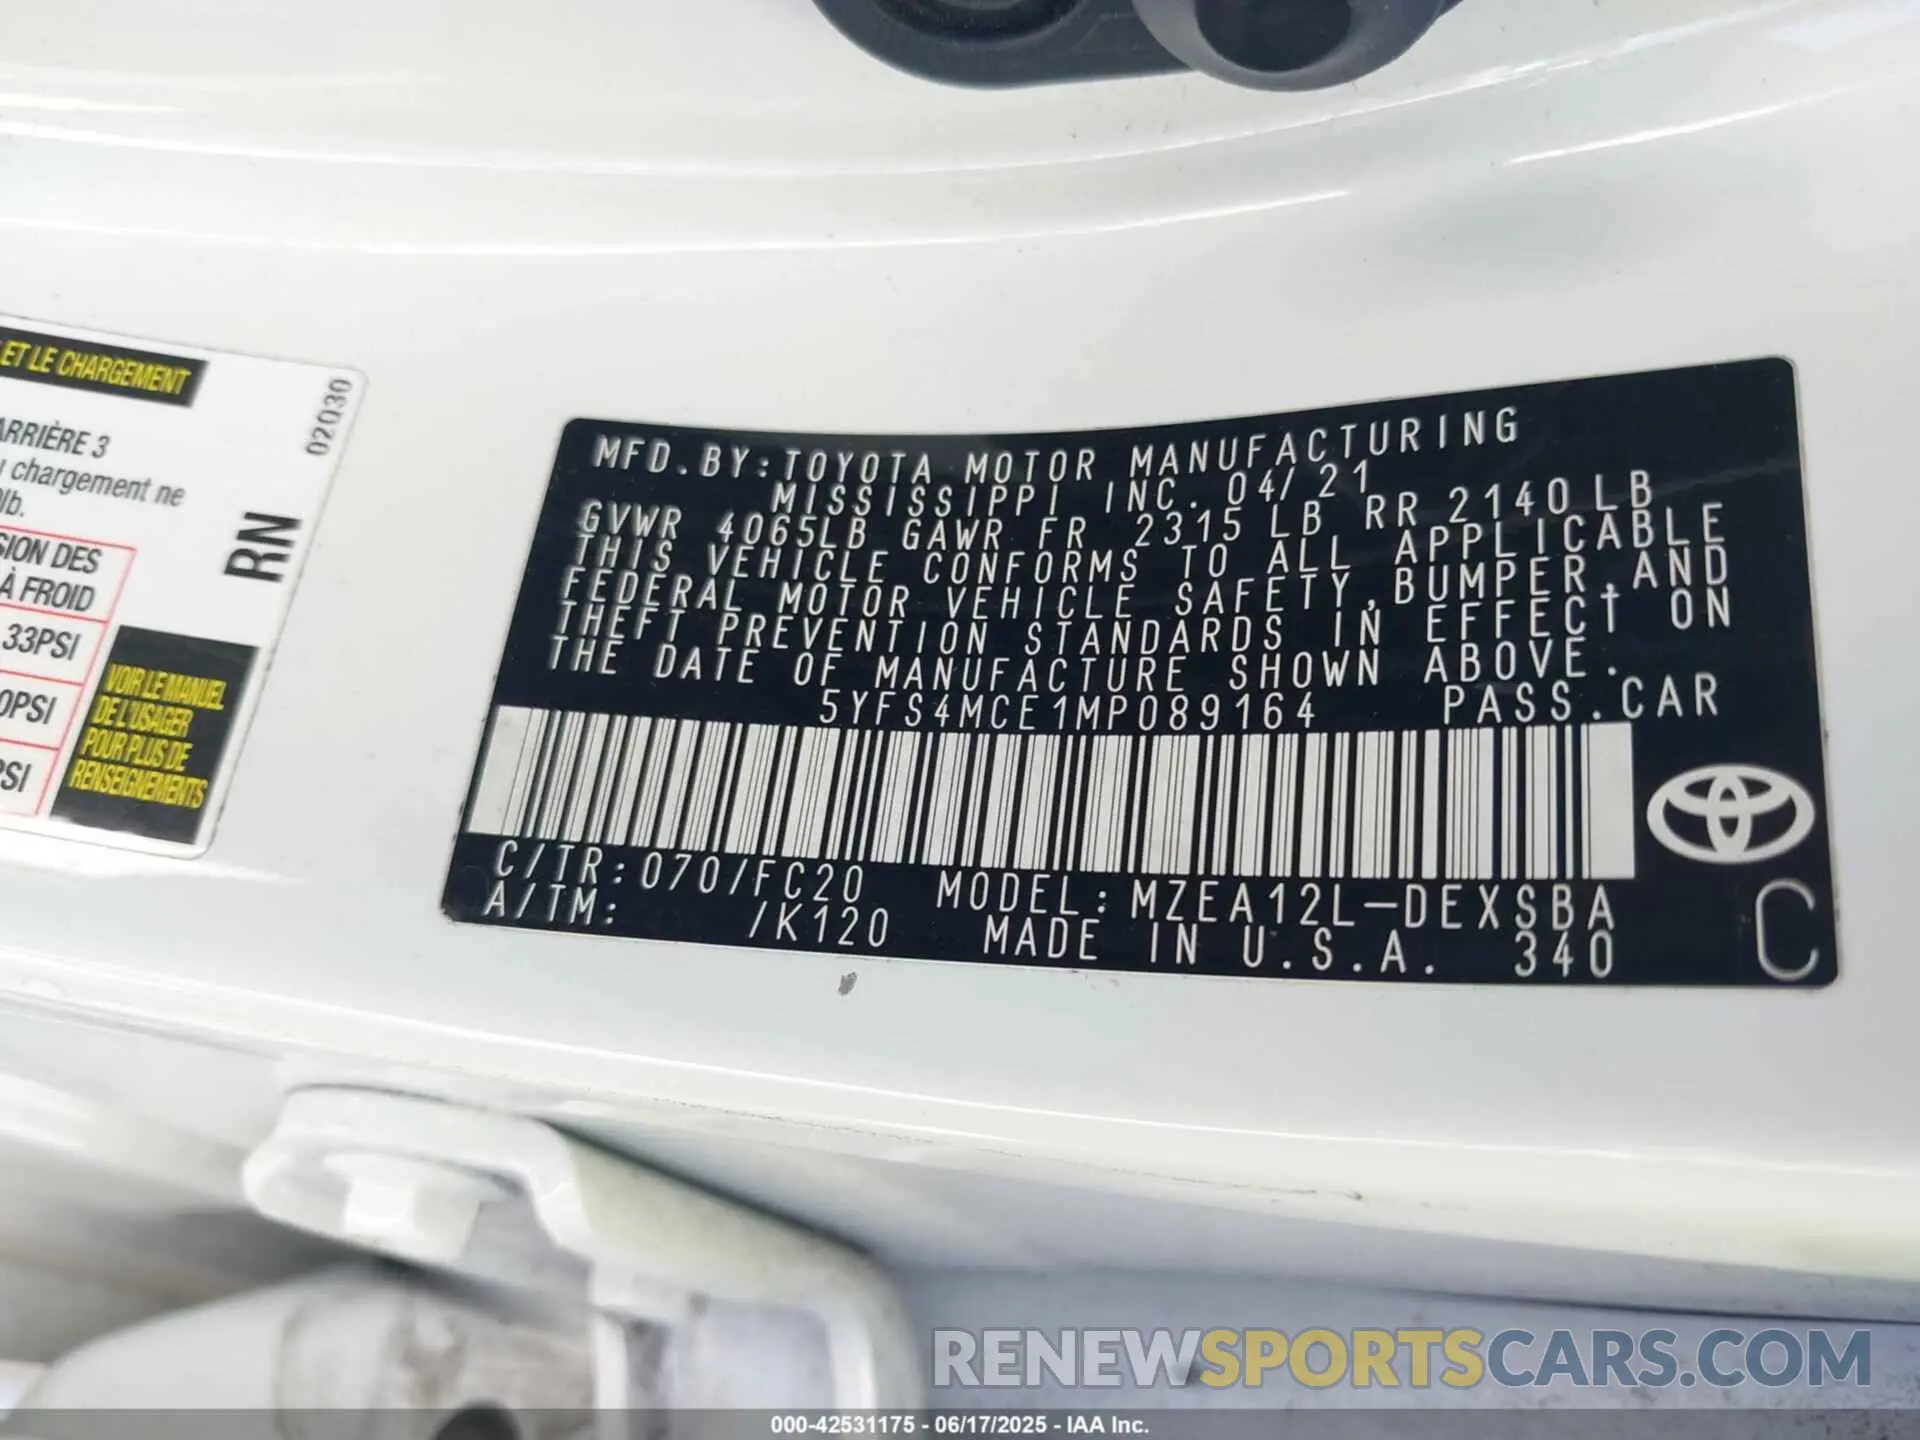 ET LE CHARGEMENT
ARRIÈRE 3
chargement ne
lb.
SION DES
À FROID
33PSI
0PSI
PSI
VOIR LE MANUEL
DE L'USAGER
POUR PLUS DE
RENSEIGNEMENTS
02Q30
RN
MFD.BY:TOYOTA MOTOR MANUFACTURING
MISSISSIPPI INC. 04/21
GVWR 4065LB GAWR FR 2315 LB RR 2140LB
THIS VEHICLE CONFORMS TO ALL APPLICABLE
FEDERAL MOTOR VEHICLE SAFETY,BUMPER,AND
THEFT PREVENTION STANDARDS IN EFFECT ON
THE DATE OF MANUFACTURE SHOWN ABOVE.
5YFS4MCE1MP089164 PASS.CAR
C/TR:070/FC20 MODEL:MZEA12L-DEXSBA
A/TM: /K120 MADE IN U.S.A. 340
C
RENEWSPORTSCARS.COM
000-42531175 - 06/17/2025 - IAA Inc.